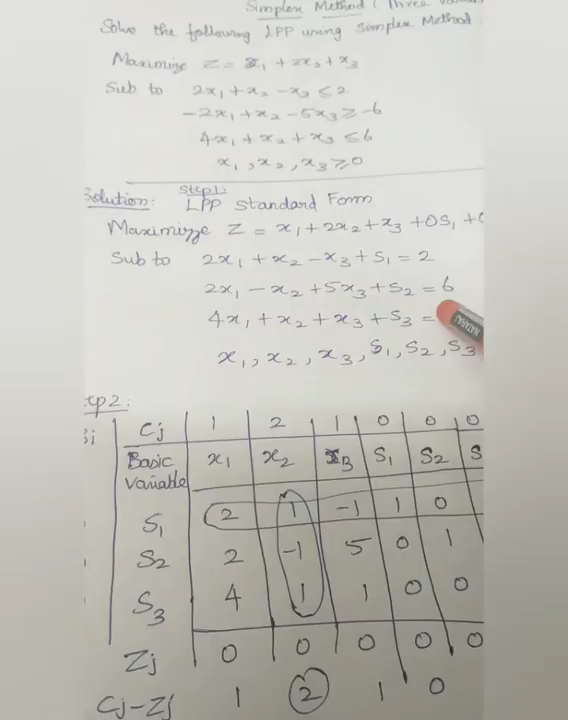 Simplex Method (Three
Solve the following LPP using simplex Method
Maximize Z = x1 + 2x2 + x3
Sub to 2x1 + x2 - x3 ≤ 2
-2x1 + x2 - 5x3 ≥ -6
4x1 + x2 + x3 ≤ 6
x1, x2, x3 ≥ 0
Solution: Step1:
LPP standard Form
Maximizze Z = x1 + 2x2 + x3 + 0S1 +
Sub to 2x1 + x2 - x3 + S1 = 2
2x1 - x2 + 5x3 + S2 = 6
4x1 + x2 + x3 + S3 =
x1, x2, x3, S1, S2, S3
NATARAJ
ep2:
Bj Cj 1 2 1 0 0 0
Basic Variable x1 x2 x3 S1 S2 S
S1 2 1 -1 1 0
S2 2 -1 5 0 1
S3 4 1 1 0 0
Zj 0 0 0 0 0
Cj-Zj 1 2 1 0